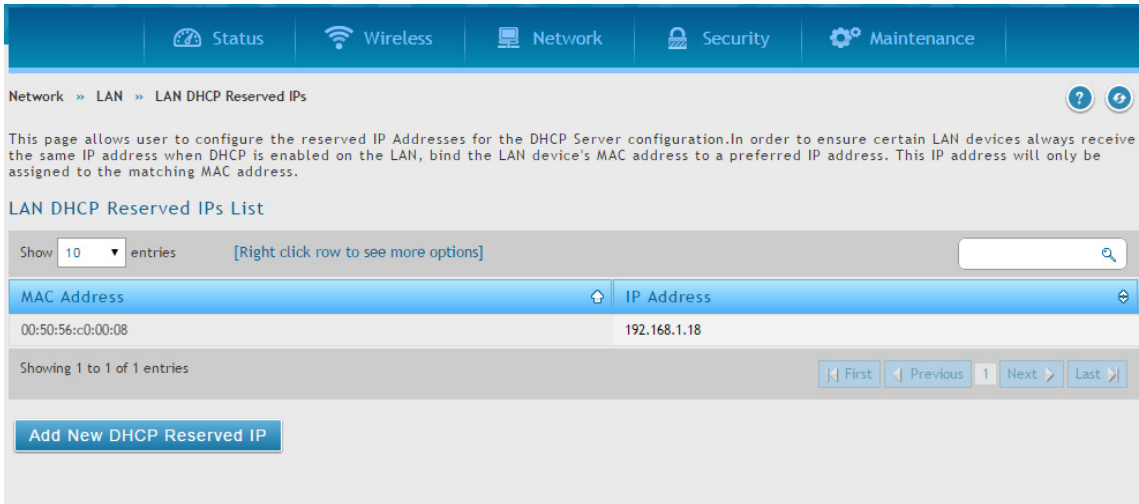 Status Wireless Network Security Maintenance
Network » LAN » LAN DHCP Reserved IPs
This page allows user to configure the reserved IP Addresses for the DHCP Server configuration.In order to ensure certain LAN devices always receive
the same IP address when DHCP is enabled on the LAN, bind the LAN device's MAC address to a preferred IP address. This IP address will only be
assigned to the matching MAC address.
LAN DHCP Reserved IPs List
Show 10 entries [Right click row to see more options]
MAC Address IP Address
00:50:56:c0:00:08 192.168.1.18
Showing 1 to 1 of 1 entries First Previous 1 Next Last
Add New DHCP Reserved IP